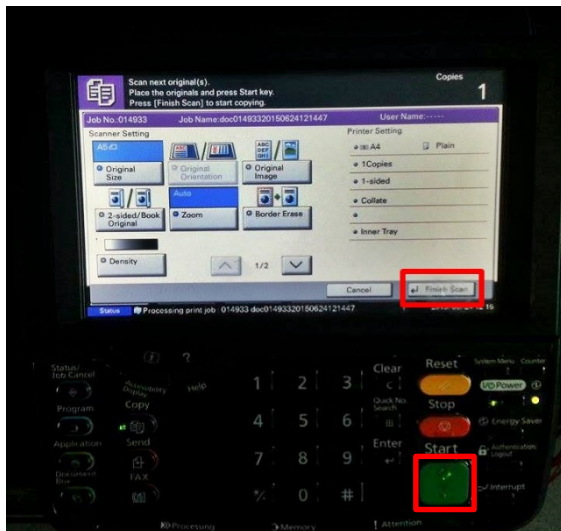 Scan next original(s).
Place the originals and press Start key.
Press [Finish Scan] to start copying.
Copies
1
Job No.:014933
Job Name:doc01493320150624121447
User Name:-----
Scanner Setting
Printer Setting
A5
Original
Size
Original
Orientation
ABC
DEF
GHI
Original
Image
2-sided/Book
Original
Auto
Zoom
Border Erase
Density
1/2
A4
Plain
1Copies
1-sided
Collate
Inner Tray
Cancel
Finish Scan
Status
Processing print job : 014933 doc01493320150624121447
12:15
Status/
Job Cancel
Accessibility
Display
?
Help
Program
Copy
Application
Send
Document
Box
FAX
1
2
3
4
5
6
7
8
9
*⁄.
0
#
Clear
C
Quick No.
Search
Enter
Reset
Stop
Start
System Menu
Counter
Power
Energy Saver
Authentication/
Logout
Interrupt
Processing
Memory
Attention